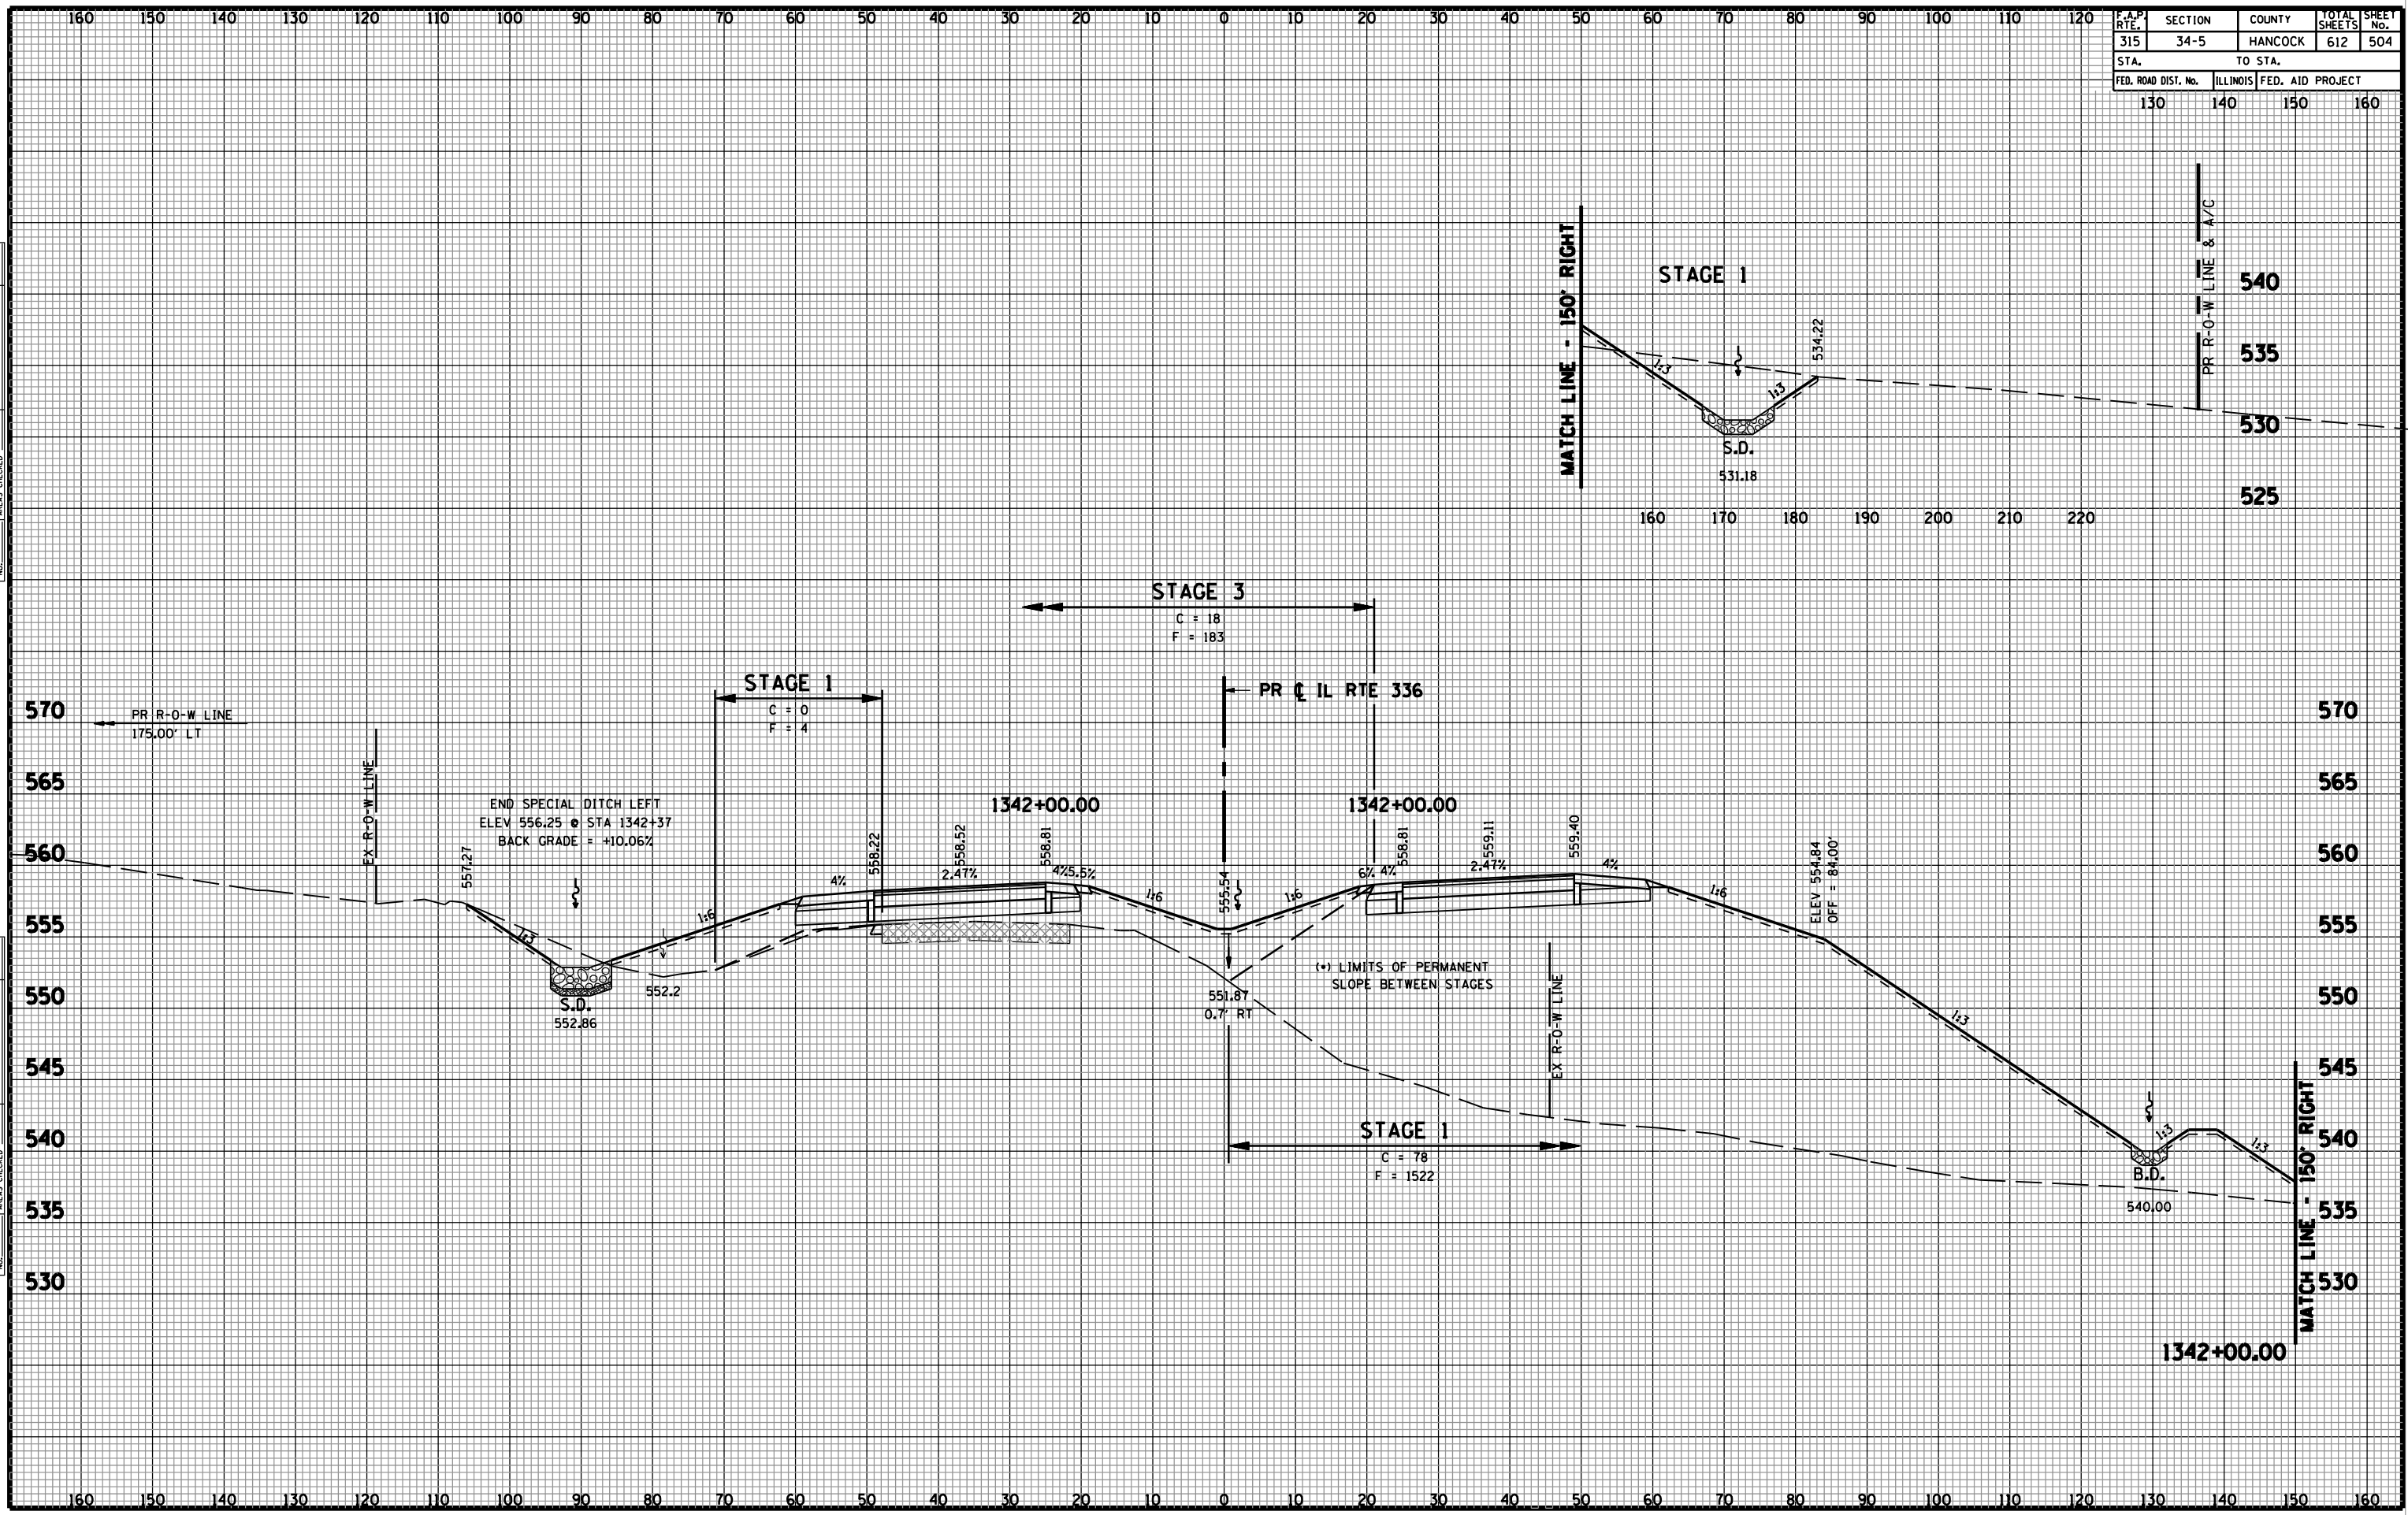 160 150 140 130 120 110 100 90 80 70 60 50 40 30 20 10 0 10 20 30 40 50 60 70 80 90 100 110 120
F.A.P. RTE. SECTION COUNTY TOTAL SHEETS SHEET No.
315 34-5 HANCOCK 612 504
STA. TO STA.
FED. ROAD DIST. No. ILLINOIS FED. AID PROJECT
130 140 150 160
MATCH LINE - 150' RIGHT
STAGE 1
534.22
1:3
1:3
S.D.
531.18
PR R-O-W LINE & A/C
540
535
530
525
160 170 180 190 200 210 220
STAGE 3
C = 18
F = 183
STAGE 1
C = 0
F = 4
PR ℄ IL RTE 336
570
565
560
555
550
545
540
535
530
PR R-O-W LINE
175.00' LT
EX R-O-W LINE
END SPECIAL DITCH LEFT
ELEV 556.25 @ STA 1342+37
BACK GRADE = +10.06%
557.27
1:3
S.D.
552.86
552.2
1:6
4%
558.22
558.52
2.47%
558.81
4% 5.5%
1342+00.00
1:6
555.54
1:6
551.87
0.7' RT
1342+00.00
6% 4%
558.81
559.11
2.47%
559.40
4%
1:6
(*) LIMITS OF PERMANENT
SLOPE BETWEEN STAGES
EX R-O-W LINE
ELEV 554.84
OFF = 84.00'
1:3
STAGE 1
C = 78
F = 1522
1:3
1:3
B.D.
540.00
570
565
560
555
550
545
540
535
530
MATCH LINE - 150' RIGHT
1342+00.00
160 150 140 130 120 110 100 90 80 70 60 50 40 30 20 10 0 10 20 30 40 50 60 70 80 90 100 110 120 130 140 150 160